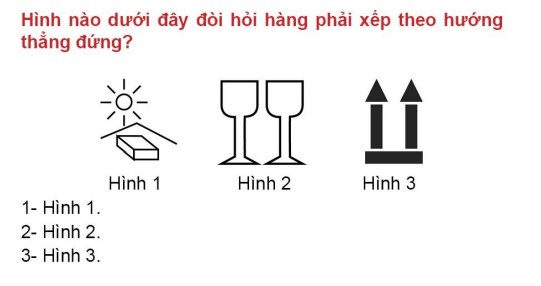 Hình nào dưới đây đòi hỏi hàng phải xếp theo hướng
thẳng đứng?
Hình 1 Hình 2 Hình 3
1- Hình 1.
2- Hình 2.
3- Hình 3.